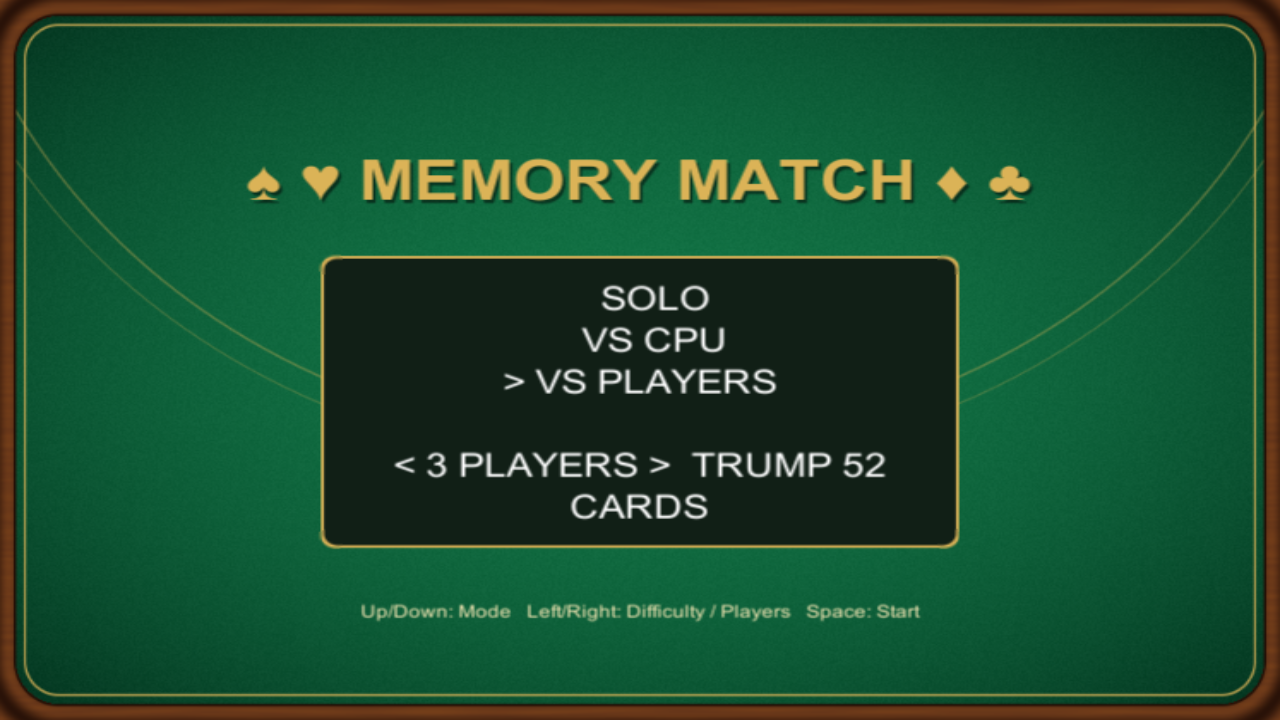 ♠ ♥ MEMORY MATCH ♦ ♣
SOLO
VS CPU
> VS PLAYERS
< 3 PLAYERS >  TRUMP 52
CARDS
Up/Down: Mode   Left/Right: Difficulty / Players   Space: Start